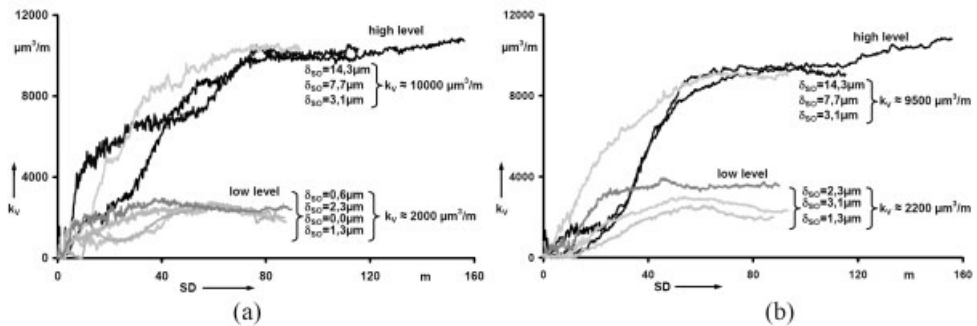 12000
µm³/m
8000
4000
k_V
0
0
40
80
120
m
160
SD
high level
δ_SO=14,3µm
δ_SO=7,7µm
δ_SO=3,1µm
k_V ≈ 10000 µm³/m
low level
δ_SO=0,6µm
δ_SO=2,3µm
δ_SO=0,0µm
δ_SO=1,3µm
k_V ≈ 2000 µm³/m
(a)
12000
µm³/m
8000
4000
k_V
0
0
40
80
120
m
160
SD
high level
δ_SO=14,3µm
δ_SO=7,7µm
δ_SO=3,1µm
k_V ≈ 9500 µm³/m
low level
δ_SO=2,3µm
δ_SO=3,1µm
δ_SO=1,3µm
k_V ≈ 2200 µm³/m
(b)